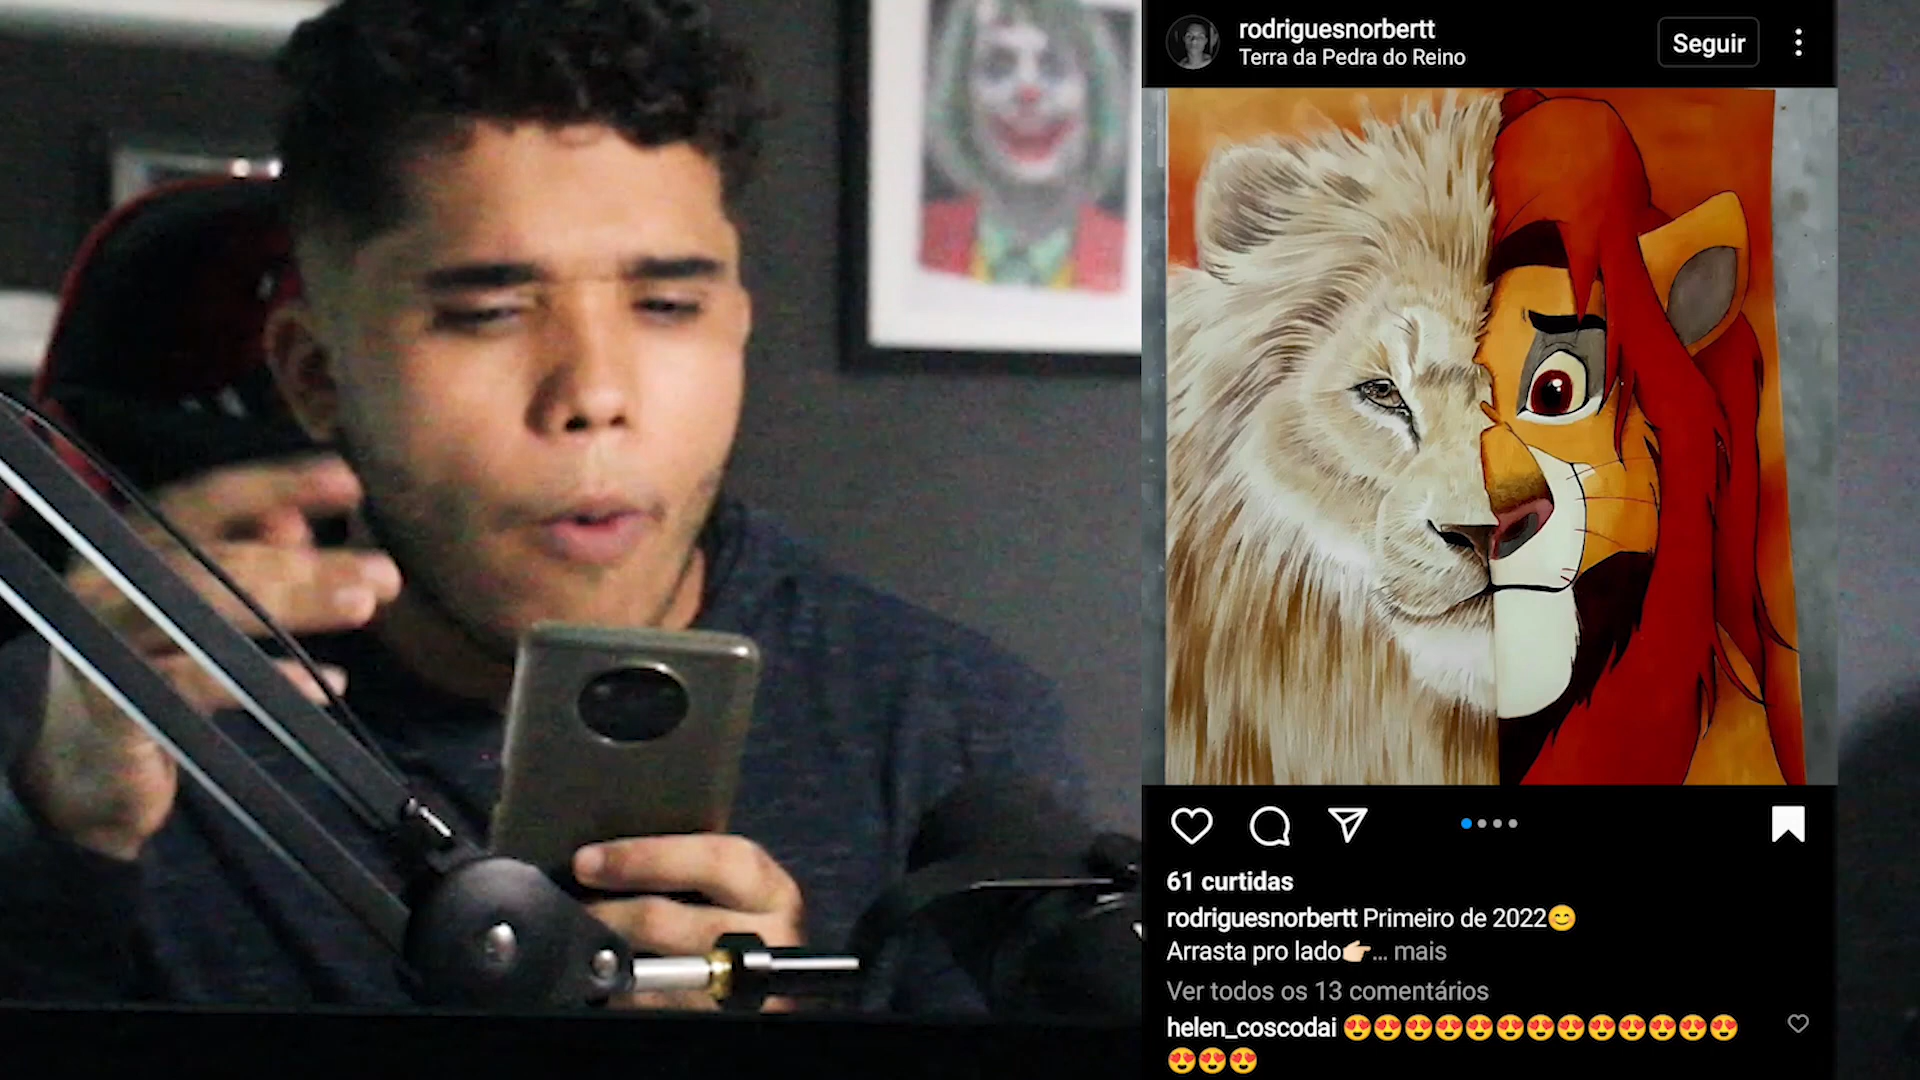 rodriguesnorbertt
Terra da Pedra do Reino
Seguir
61 curtidas
rodriguesnorbertt Primeiro de 2022😊
Arrasta pro lado👉🏻... mais
Ver todos os 13 comentários
helen_coscodai 😍😍😍😍😍😍😍😍😍😍😍😍😍
😍😍😍